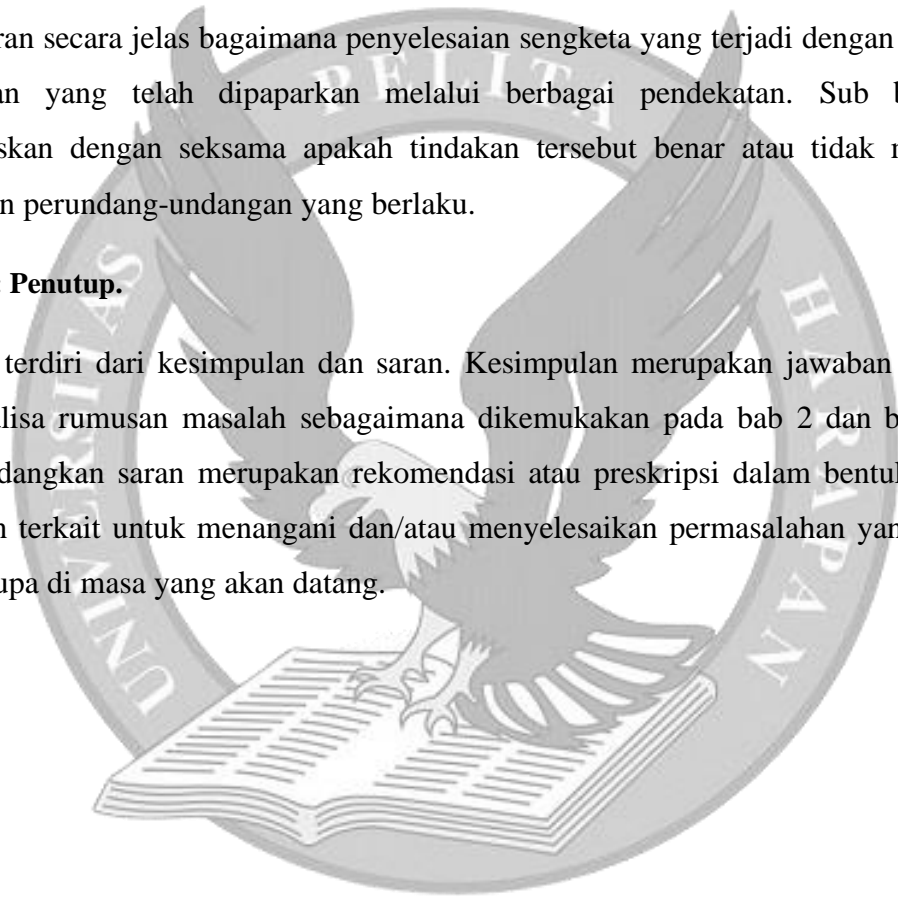 ran secara jelas bagaimana penyelesaian sengketa yang terjadi dengan
an yang telah dipaparkan melalui berbagai pendekatan. Sub b
skan dengan seksama apakah tindakan tersebut benar atau tidak
n perundang-undangan yang berlaku.
: Penutup.
terdiri dari kesimpulan dan saran. Kesimpulan merupakan jawaban
lisa rumusan masalah sebagaimana dikemukakan pada bab 2 dan b
dangkan saran merupakan rekomendasi atau preskripsi dalam bentuk
n terkait untuk menangani dan/atau menyelesaikan permasalahan yan
upa di masa yang akan datang.
UNIVERSITAS PELITA HARAPAN